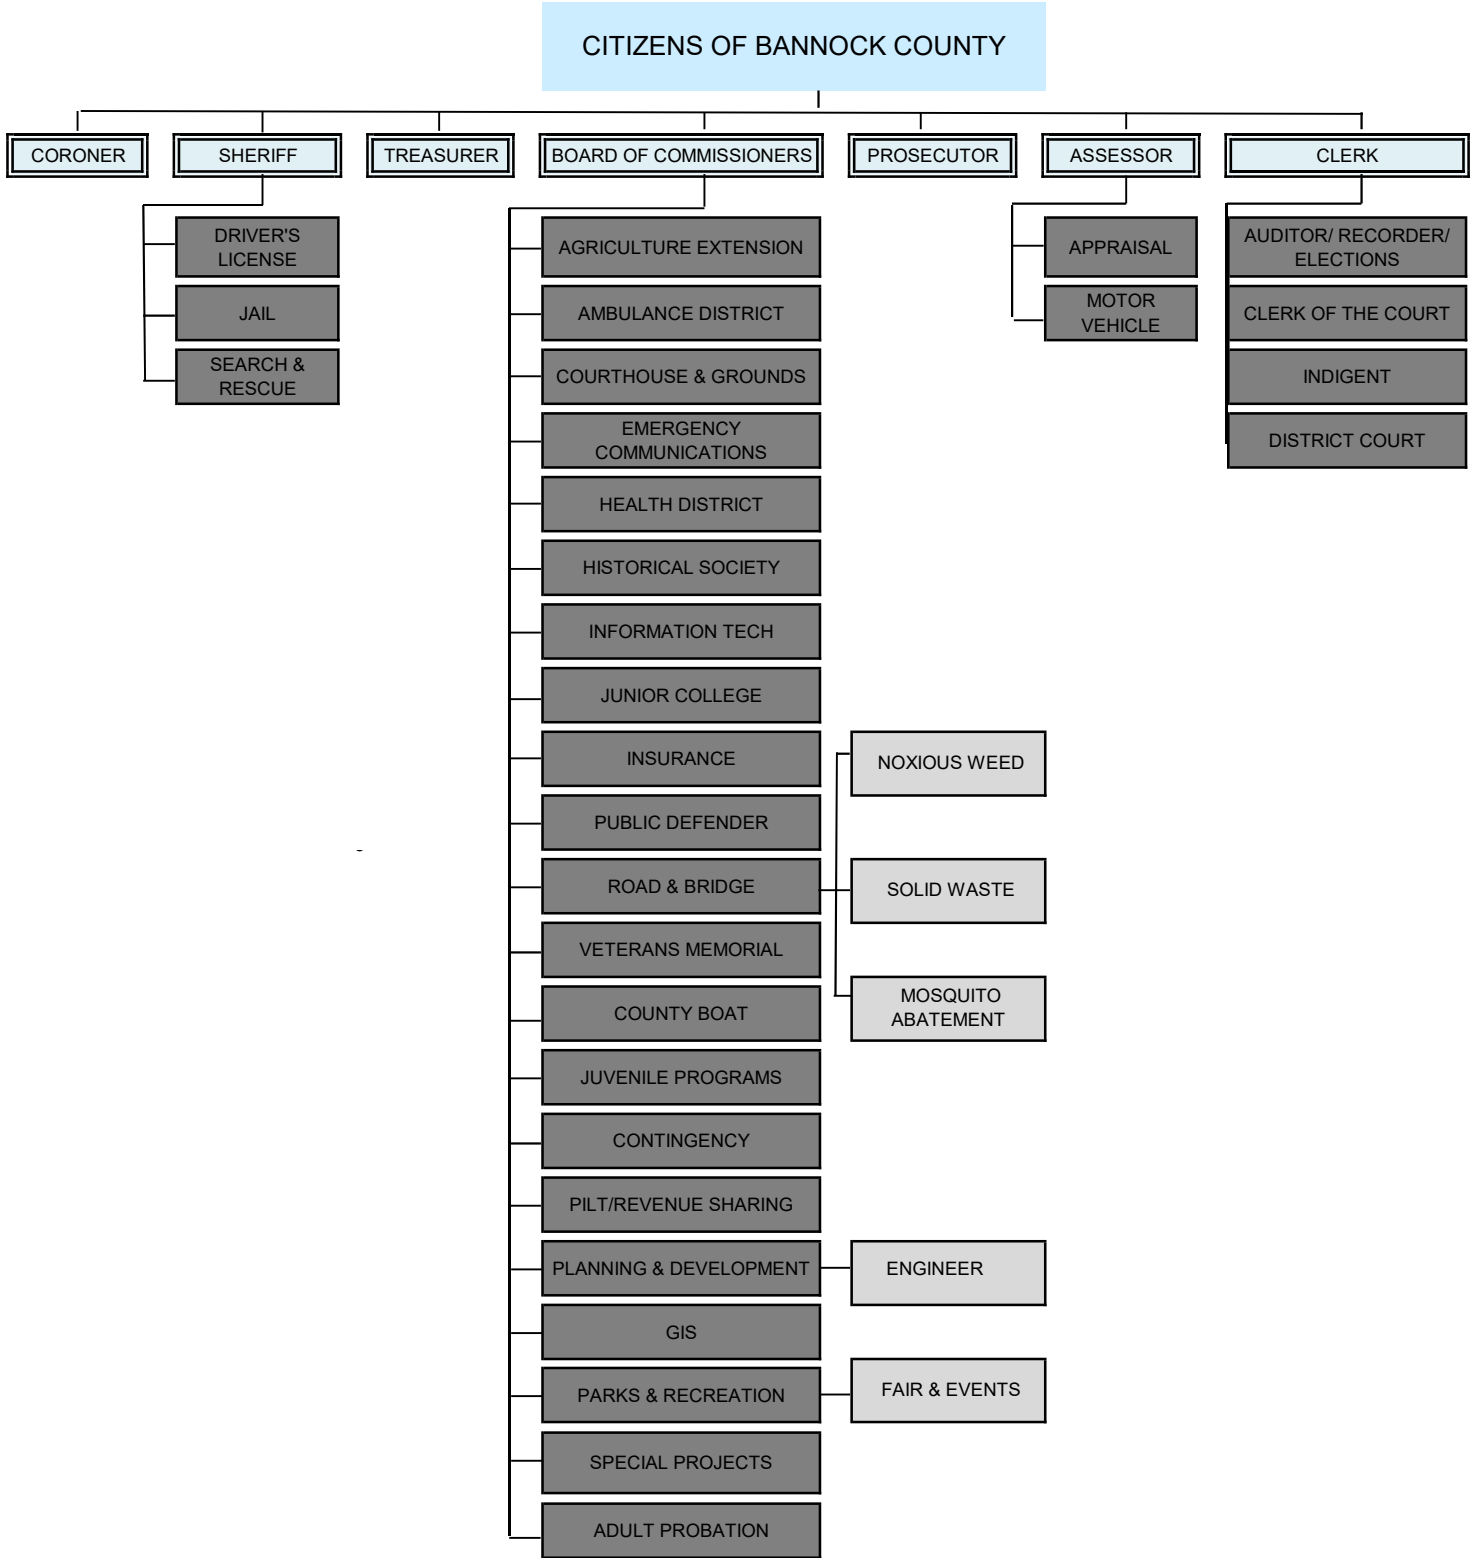 CITIZENS OF BANNOCK COUNTY
CORONER
SHERIFF
TREASURER
BOARD OF COMMISSIONERS
PROSECUTOR
ASSESSOR
CLERK
DRIVER'S
LICENSE
JAIL
SEARCH &
RESCUE
AGRICULTURE EXTENSION
AMBULANCE DISTRICT
COURTHOUSE & GROUNDS
EMERGENCY
COMMUNICATIONS
HEALTH DISTRICT
HISTORICAL SOCIETY
INFORMATION TECH
JUNIOR COLLEGE
INSURANCE
PUBLIC DEFENDER
ROAD & BRIDGE
VETERANS MEMORIAL
COUNTY BOAT
JUVENILE PROGRAMS
CONTINGENCY
PILT/REVENUE SHARING
PLANNING & DEVELOPMENT
GIS
PARKS & RECREATION
SPECIAL PROJECTS
ADULT PROBATION
NOXIOUS WEED
SOLID WASTE
MOSQUITO
ABATEMENT
ENGINEER
FAIR & EVENTS
APPRAISAL
MOTOR
VEHICLE
AUDITOR/ RECORDER/
ELECTIONS
CLERK OF THE COURT
INDIGENT
DISTRICT COURT